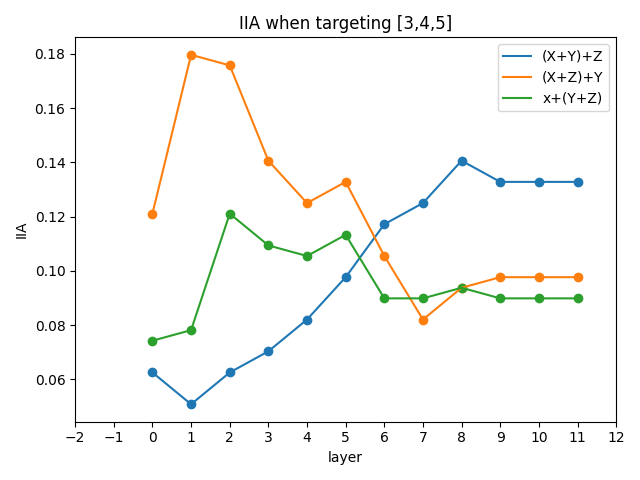 IIA when targeting [3,4,5]
(X+Y)+Z
(X+Z)+Y
x+(Y+Z)
IIA
0.18
0.16
0.14
0.12
0.10
0.08
0.06
−2 −1 0 1 2 3 4 5 6 7 8 9 10 11 12
layer